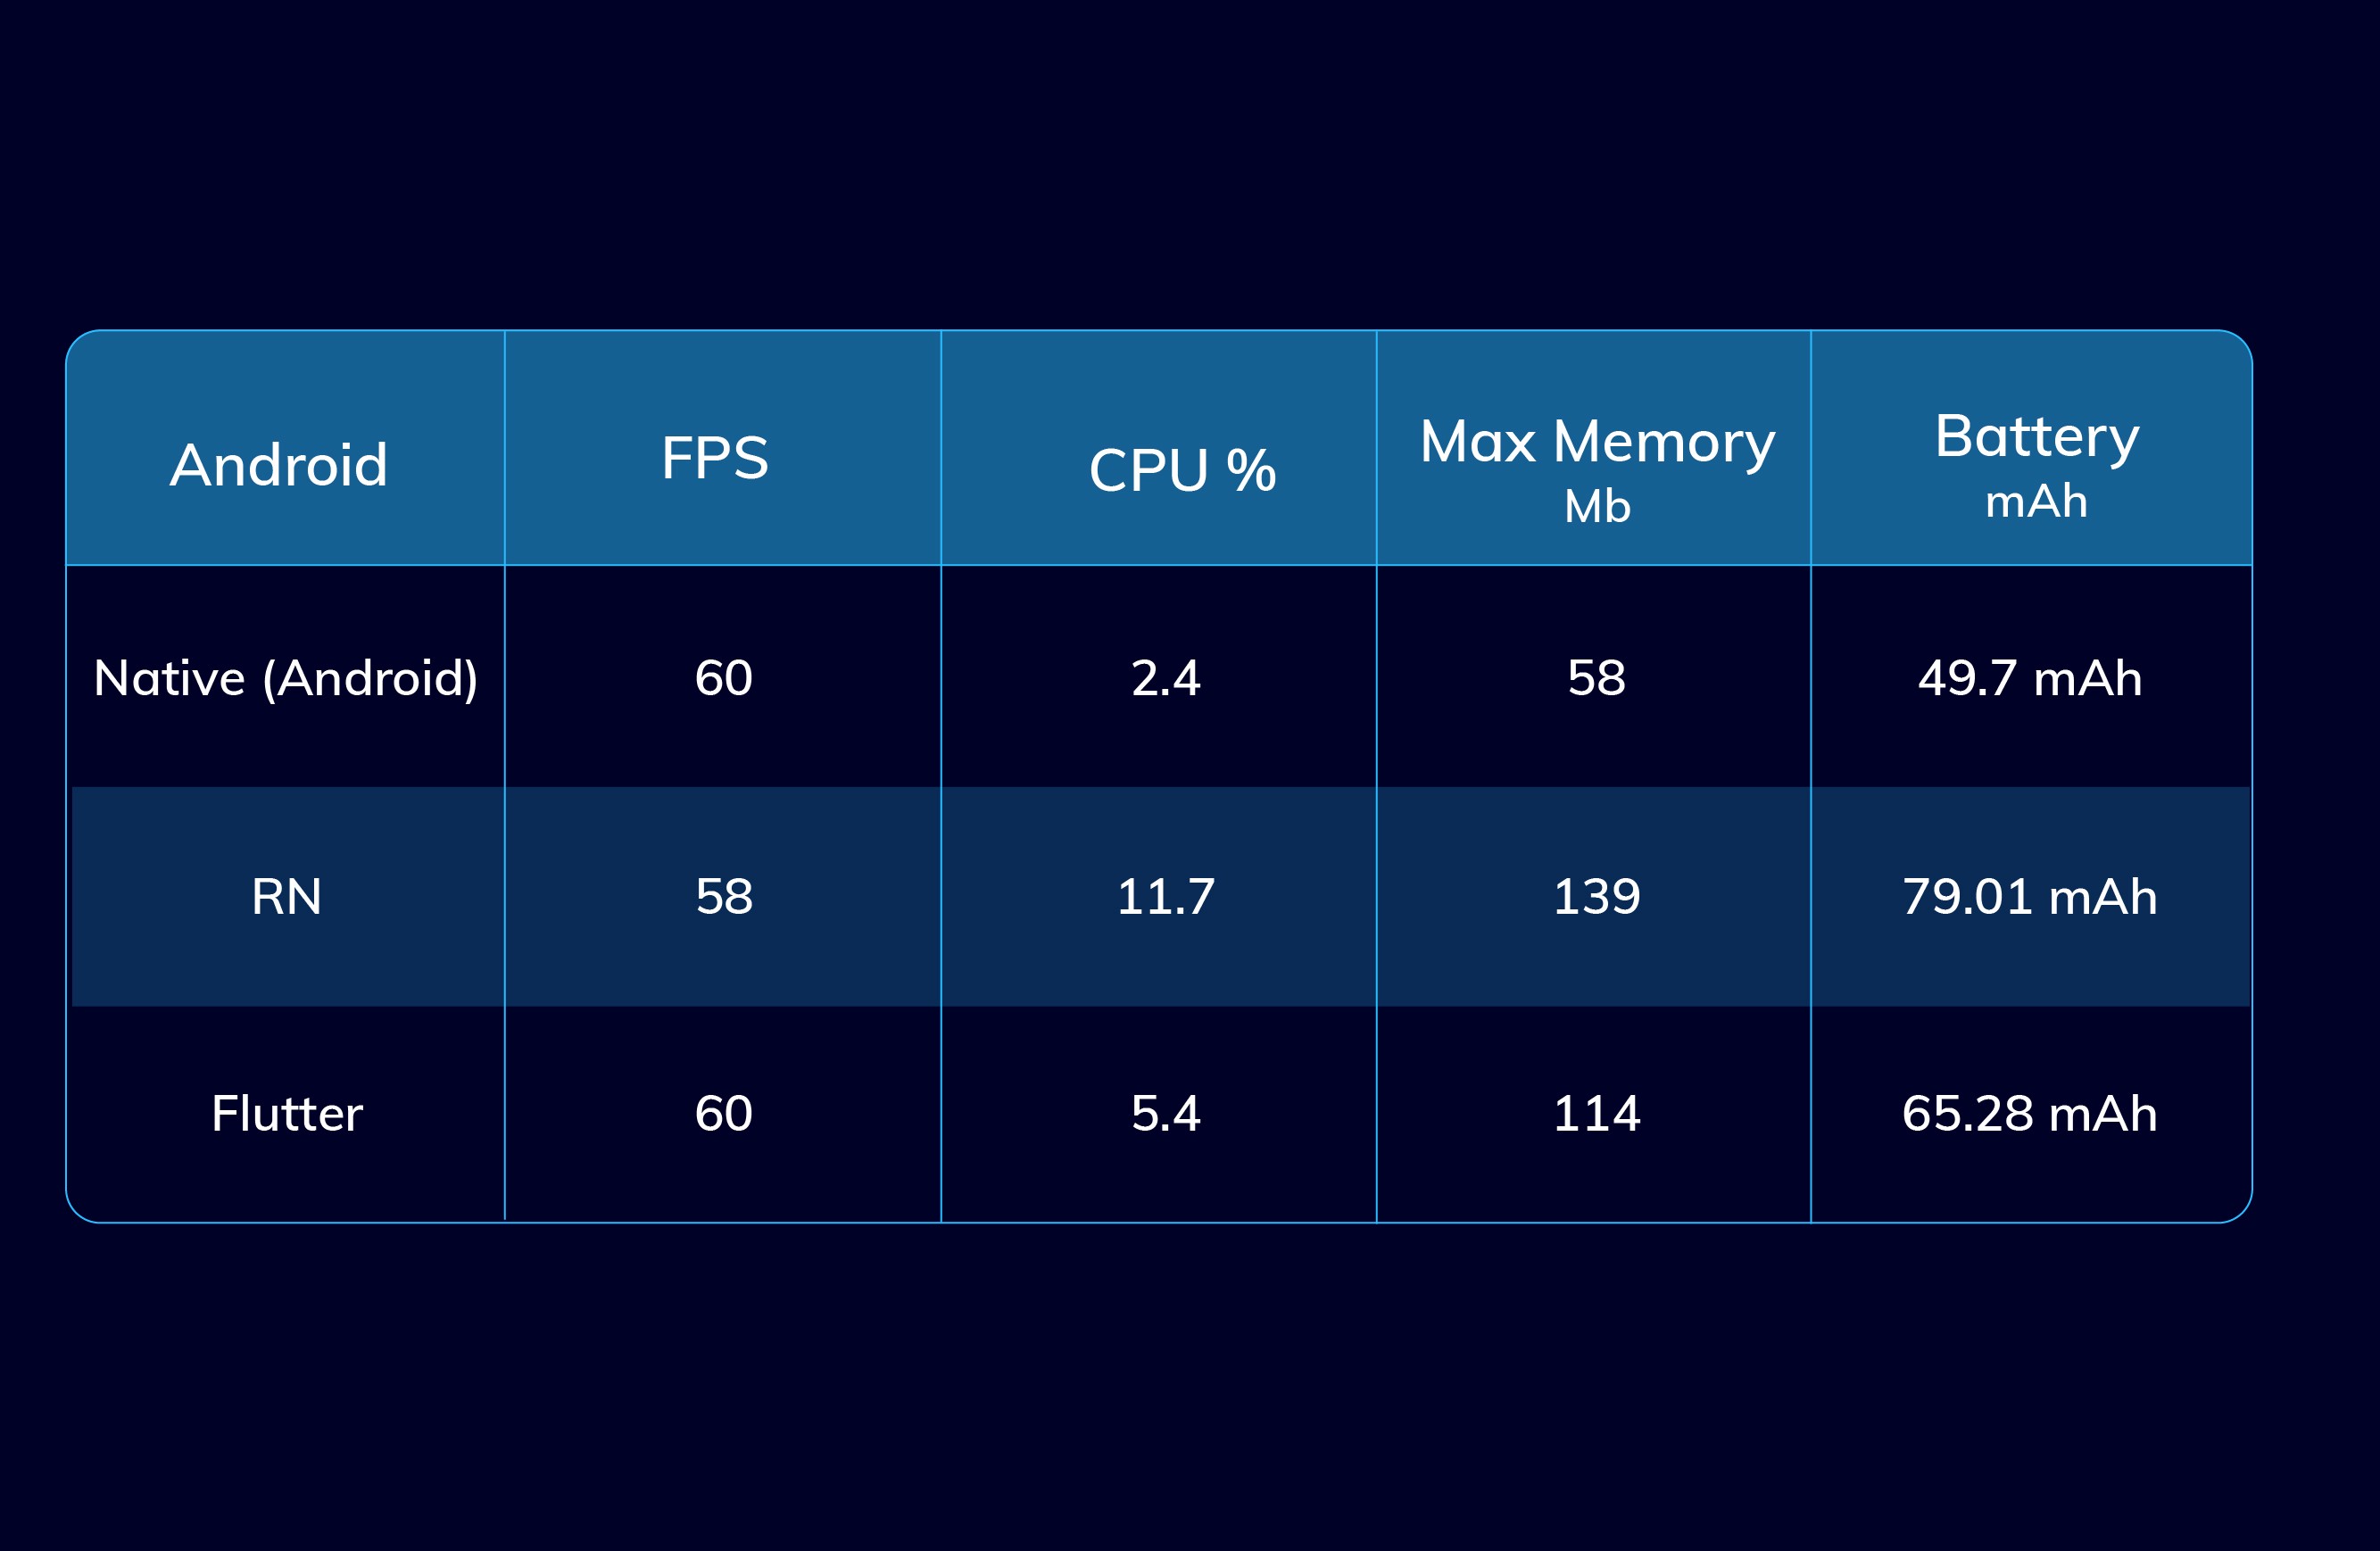 Android FPS CPU % Max Memory Mb Battery mAh
Native (Android) 60 2.4 58 49.7 mAh
RN 58 11.7 139 79.01 mAh
Flutter 60 5.4 114 65.28 mAh